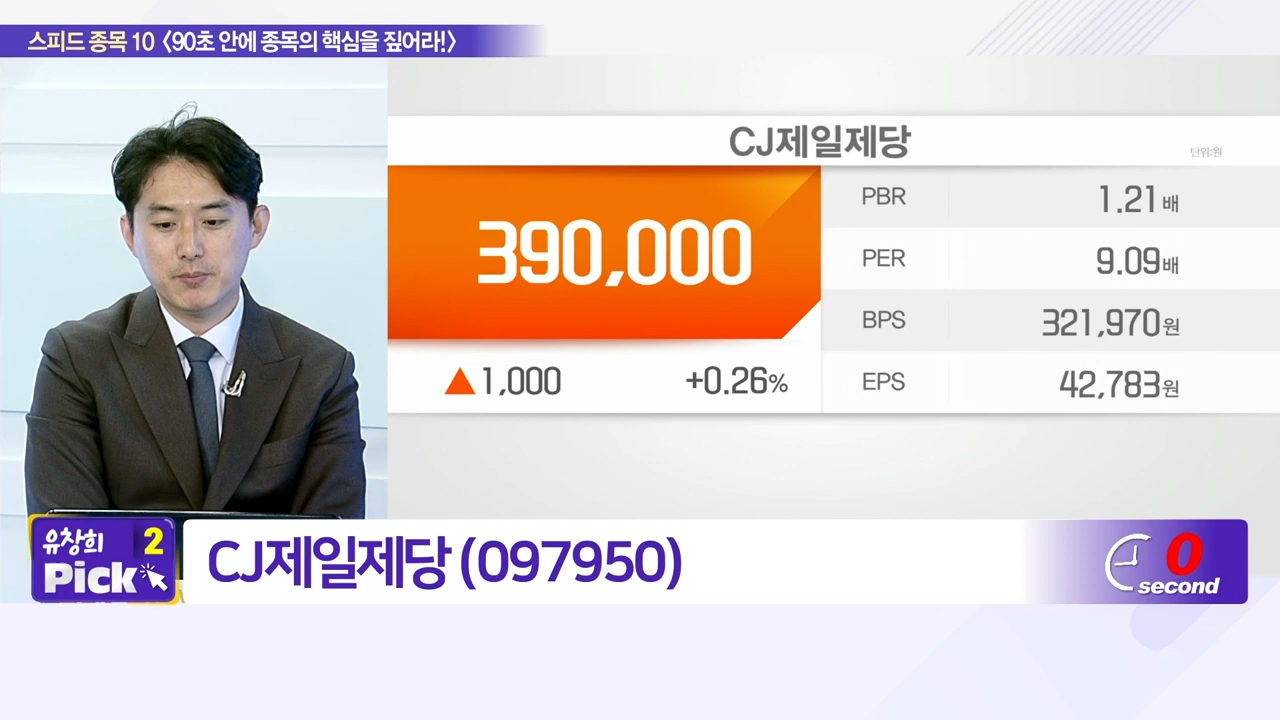 스피드 종목 10 〈90초 안에 종목의 핵심을 짚어라!〉
CJ제일제당
단위:원
390,000
▲1,000 +0.26%
PBR 1.21배
PER 9.09배
BPS 321,970원
EPS 42,783원
유창희 2
Pick
CJ제일제당 (097950)
0
second